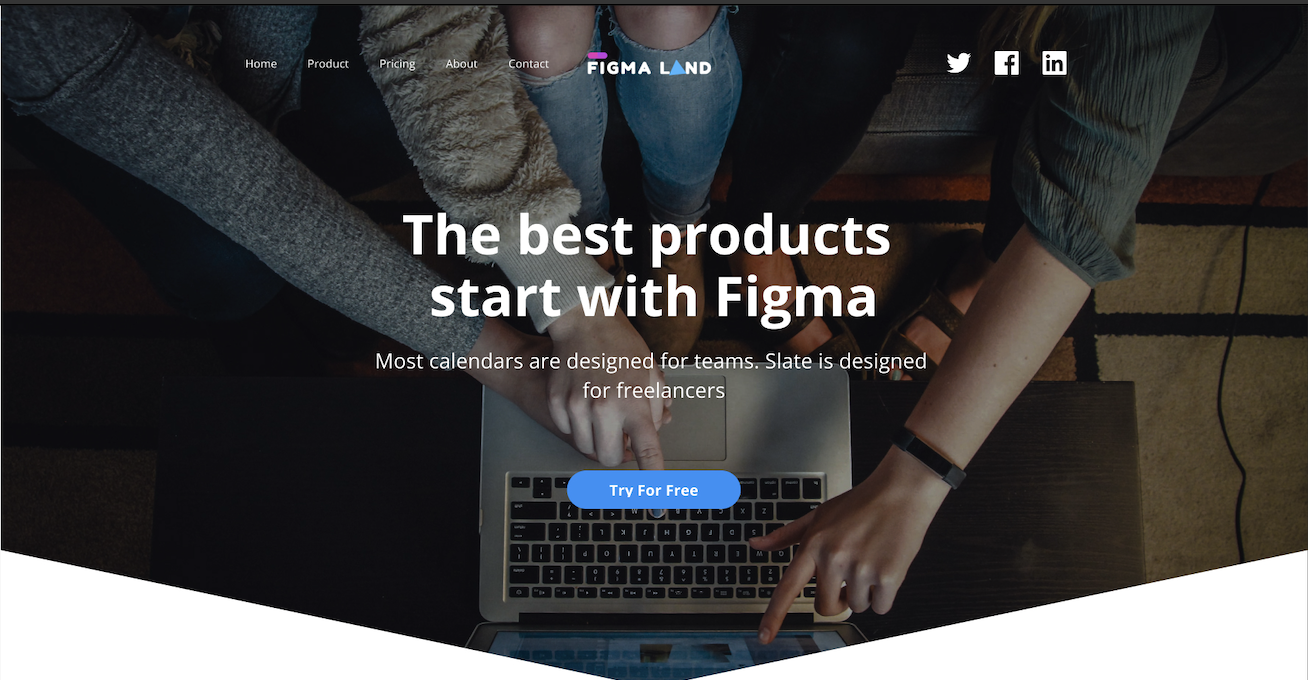 Home Product Pricing About Contact FIGMA LAND
The best products
start with Figma
Most calendars are designed for teams. Slate is designed
for freelancers
Try For Free